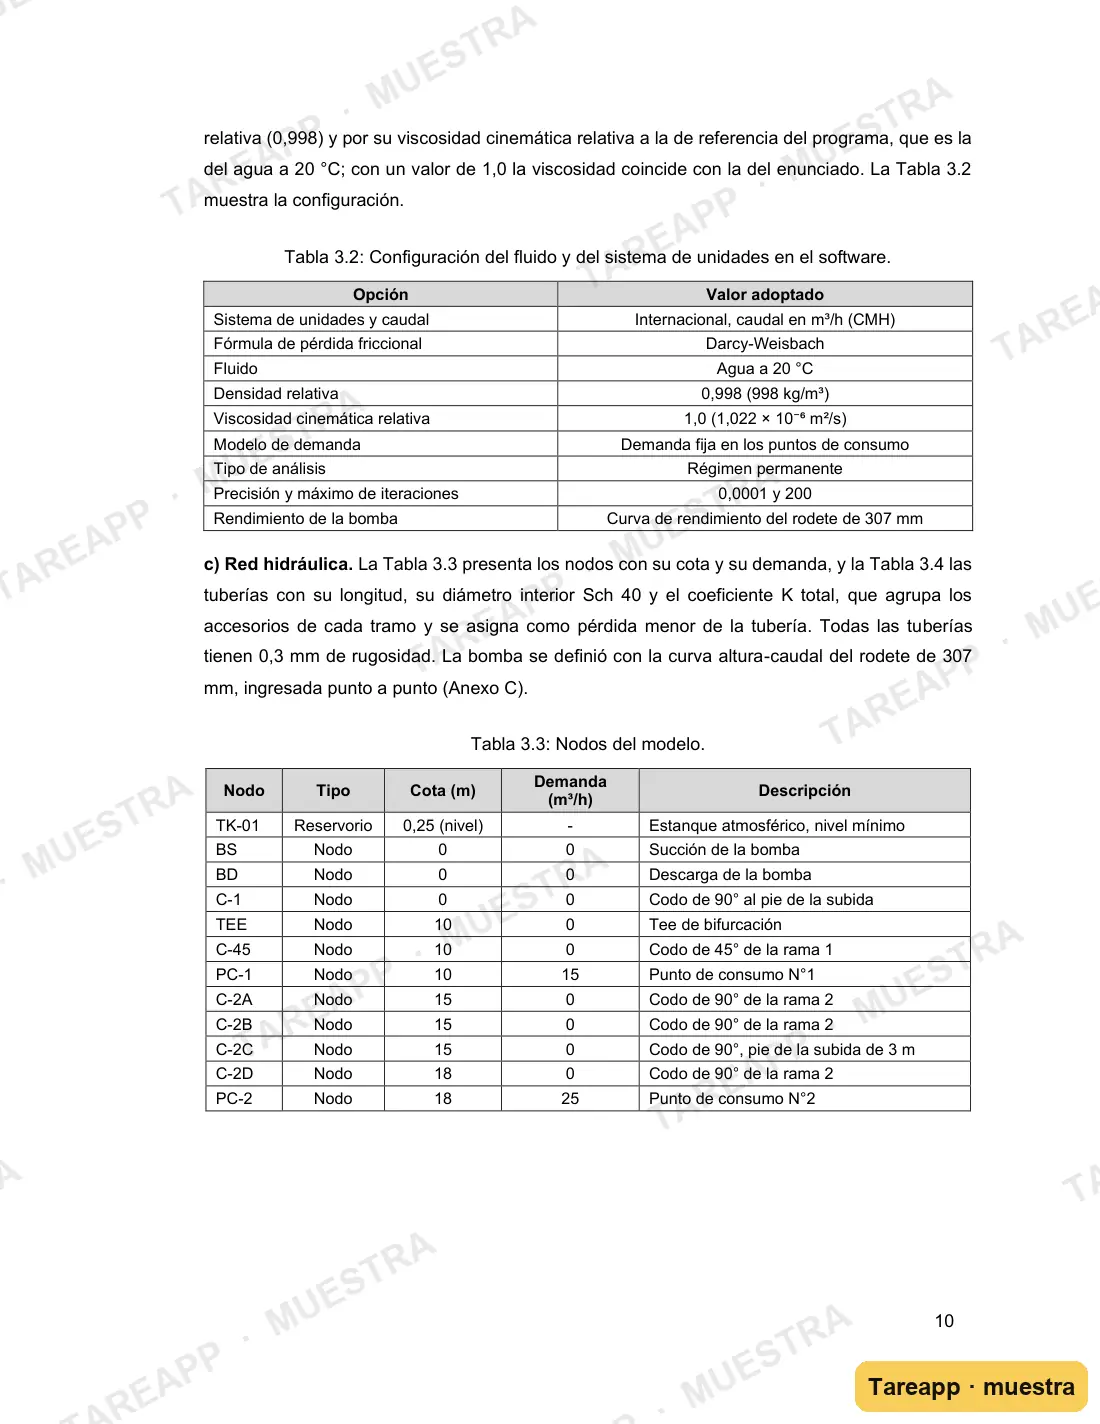 relativa (0,998) y por su viscosidad cinemática relativa a la de referencia del programa, que es la
del agua a 20 °C; con un valor de 1,0 la viscosidad coincide con la del enunciado. La Tabla 3.2
muestra la configuración.
Tabla 3.2: Configuración del fluido y del sistema de unidades en el software.
Opción Valor adoptado
Sistema de unidades y caudal Internacional, caudal en m³/h (CMH)
Fórmula de pérdida friccional Darcy-Weisbach
Fluido Agua a 20 °C
Densidad relativa 0,998 (998 kg/m³)
Viscosidad cinemática relativa 1,0 (1,022 × 10⁻⁶ m²/s)
Modelo de demanda Demanda fija en los puntos de consumo
Tipo de análisis Régimen permanente
Precisión y máximo de iteraciones 0,0001 y 200
Rendimiento de la bomba Curva de rendimiento del rodete de 307 mm
c) Red hidráulica. La Tabla 3.3 presenta los nodos con su cota y su demanda, y la Tabla 3.4 las
tuberías con su longitud, su diámetro interior Sch 40 y el coeficiente K total, que agrupa los
accesorios de cada tramo y se asigna como pérdida menor de la tubería. Todas las tuberías
tienen 0,3 mm de rugosidad. La bomba se definió con la curva altura-caudal del rodete de 307
mm, ingresada punto a punto (Anexo C).
Tabla 3.3: Nodos del modelo.
Nodo Tipo Cota (m) Demanda (m³/h) Descripción
TK-01 Reservorio 0,25 (nivel) - Estanque atmosférico, nivel mínimo
BS Nodo 0 0 Succión de la bomba
BD Nodo 0 0 Descarga de la bomba
C-1 Nodo 0 0 Codo de 90° al pie de la subida
TEE Nodo 10 0 Tee de bifurcación
C-45 Nodo 10 0 Codo de 45° de la rama 1
PC-1 Nodo 10 15 Punto de consumo N°1
C-2A Nodo 15 0 Codo de 90° de la rama 2
C-2B Nodo 15 0 Codo de 90° de la rama 2
C-2C Nodo 15 0 Codo de 90°, pie de la subida de 3 m
C-2D Nodo 18 0 Codo de 90° de la rama 2
PC-2 Nodo 18 25 Punto de consumo N°2
10
TAREAPP · MUESTRA
Tareapp · muestra